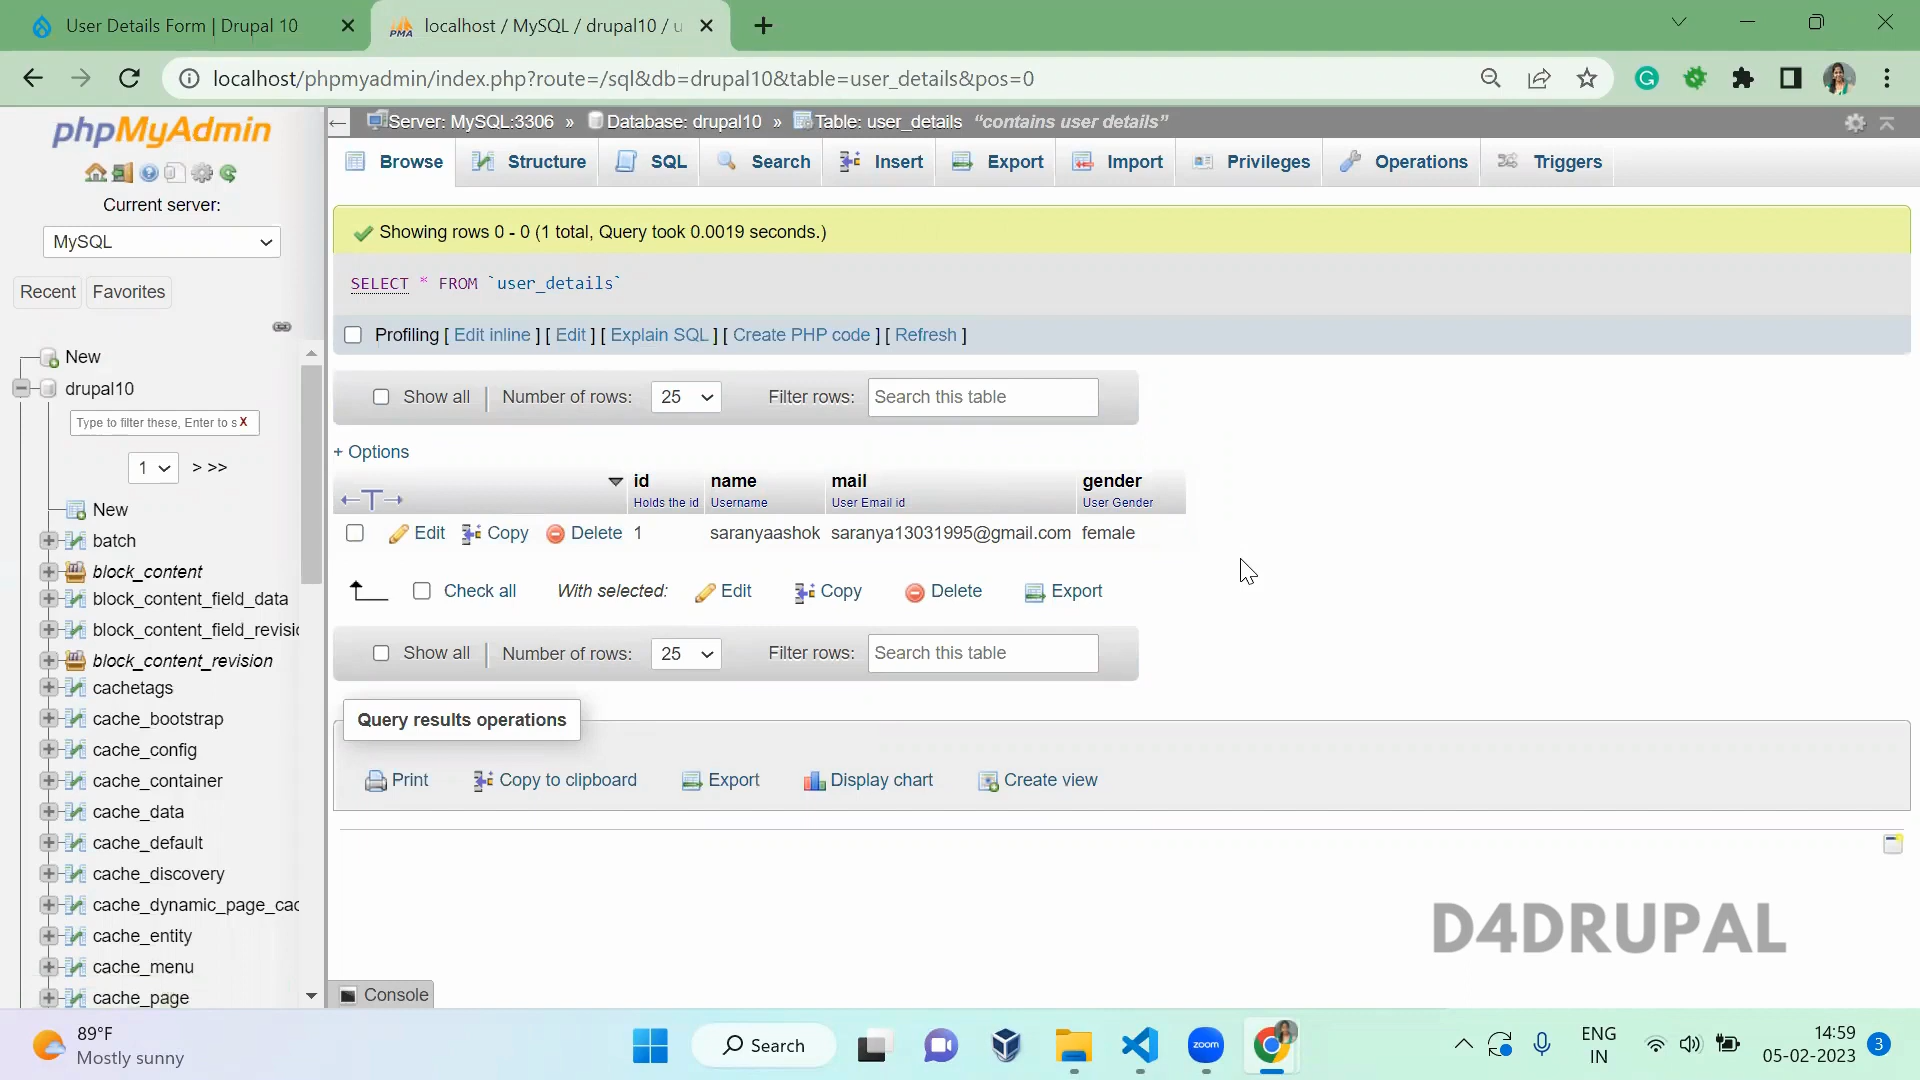 User Details Form | Drupal 10
localhost / MySQL / drupal10 / u
localhost/phpmyadmin/index.php?route=/sql&db=drupal10&table=user_details&pos=0
phpMyAdmin
Current server:
MySQL
Recent
Favorites
New
drupal10
Type to filter these, Enter to s X
1 > >>
New
batch
block_content
block_content_field_data
block_content_field_revisio
block_content_revision
cachetags
cache_bootstrap
cache_config
cache_container
cache_data
cache_default
cache_discovery
cache_dynamic_page_cac
cache_entity
cache_menu
cache_page
Server: MySQL:3306 » Database: drupal10 » Table: user_details "contains user details"
Browse Structure SQL Search Insert Export Import Privileges Operations Triggers
Showing rows 0 - 0 (1 total, Query took 0.0019 seconds.)
SELECT * FROM `user_details`
Profiling [ Edit inline ] [ Edit ] [ Explain SQL ] [ Create PHP code ] [ Refresh ]
Show all | Number of rows: 25 Filter rows: Search this table
+ Options
id name mail gender
Holds the id Username User Email id User Gender
Edit Copy Delete 1 saranyaashok saranya13031995@gmail.com female
Check all With selected: Edit Copy Delete Export
Show all | Number of rows: 25 Filter rows: Search this table
Query results operations
Print Copy to clipboard Export Display chart Create view
D4DRUPAL
Console
89°F
Mostly sunny
Search
zoom
ENG
IN
14:59
05-02-2023
3